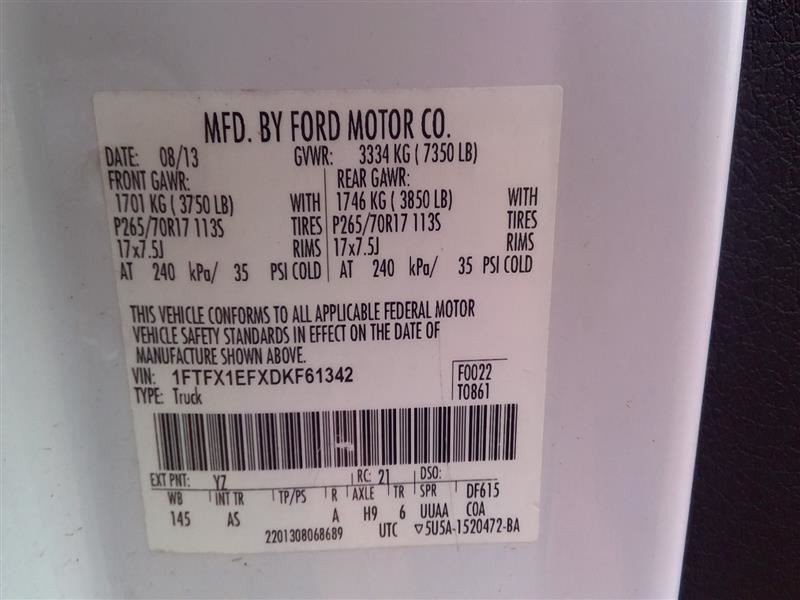 MFD. BY FORD MOTOR CO.
DATE: 08/13 GVWR: 3334 KG ( 7350 LB)
FRONT GAWR: REAR GAWR:
1701 KG ( 3750 LB) WITH 1746 KG ( 3850 LB) WITH
P265/70R17 113S TIRES P265/70R17 113S TIRES
17x7.5J RIMS 17x7.5J RIMS
AT 240 kPa/ 35 PSI COLD AT 240 kPa/ 35 PSI COLD
THIS VEHICLE CONFORMS TO ALL APPLICABLE FEDERAL MOTOR
VEHICLE SAFETY STANDARDS IN EFFECT ON THE DATE OF
MANUFACTURE SHOWN ABOVE.
VIN: 1FTFX1EFXDKF61342 F0022
TYPE: Truck T0861
EXT PNT: YZ RC: 21 DSO:
WB INT TR TP/PS R AXLE TR SPR DF615
145 AS A H9 6 UUAA COA
2201308068689 UTC ▽5U5A-1520472-BA